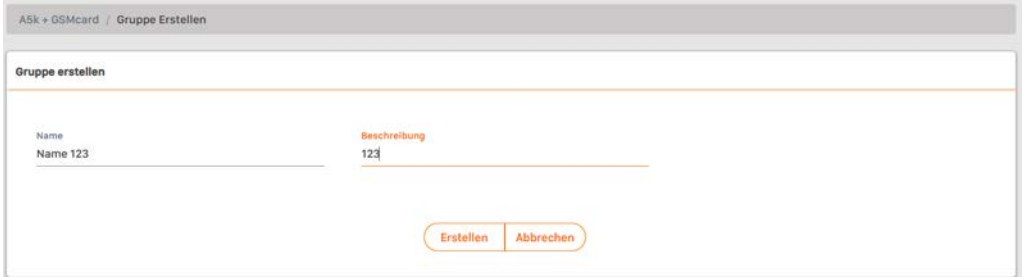 A5k + GSMcard / Gruppe Erstellen
Gruppe erstellen
Name Beschreibung
Name 123 123
Erstellen Abbrechen